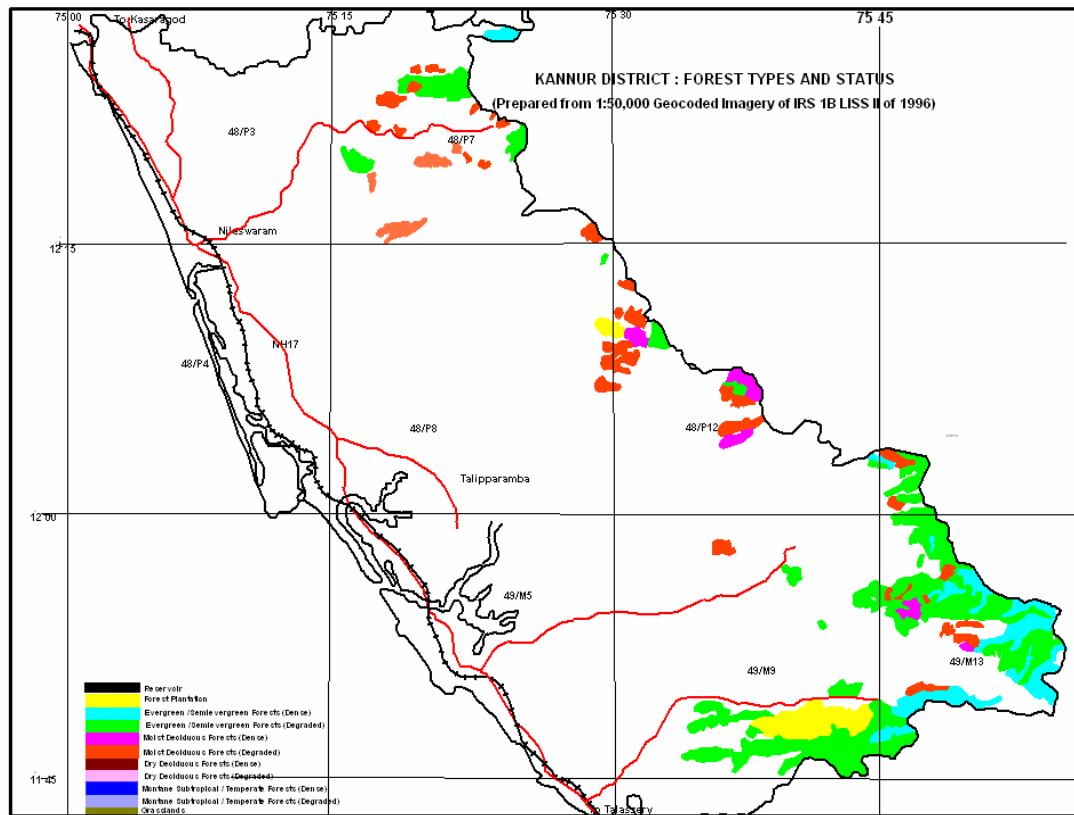 75 00
75 15
75 30
75 45
To Kasaragod
KANNUR DISTRICT : FOREST TYPES AND STATUS
(Prepared from 1:50,000 Geocoded Imagery of IRS 1B LISS II of 1996)
48/P3
48/P7
Nileswaram
12 15
NH17
48/P4
48/P8
48/P12
Talipparamba
12 00
49/M5
49/M9
49/M13
Reservoir
Forest Plantation
Evergreen /Semievergreen Forests (Dense)
Evergreen /Semievergreen Forests (Degraded)
Moist Deciduous Forests (Dense)
Moist Deciduous Forests (Degraded)
Dry Deciduous Forests (Dense)
Dry Deciduous Forests (Degraded)
Montane Subtropical / Temperate Forests (Dense)
Montane Subtropical / Temperate Forests (Degraded)
Grasslands
11 45
To Talassery